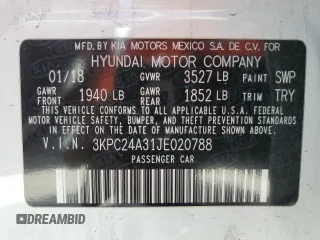 MFD. BY KIA MOTORS MEXICO S.A. DE C.V. FOR
HYUNDAI MOTOR COMPANY
01/18 GVWR 3527 LB PAINT SWP
GAWR FRONT 1940 LB GAWR REAR 1852 LB TRIM TRY
THIS VEHICLE CONFORMS TO ALL APPLICABLE FEDERAL
MOTOR VEHICLE SAFETY, BUMPER, AND THEFT PREVENTION
STANDARDS IN EFFECT ON THE DATE OF MANUFACTURE SHOWN ABOVE.
V.I.N. 3KPC24A31JE020788
PASSENGER CAR
©DREAMBID